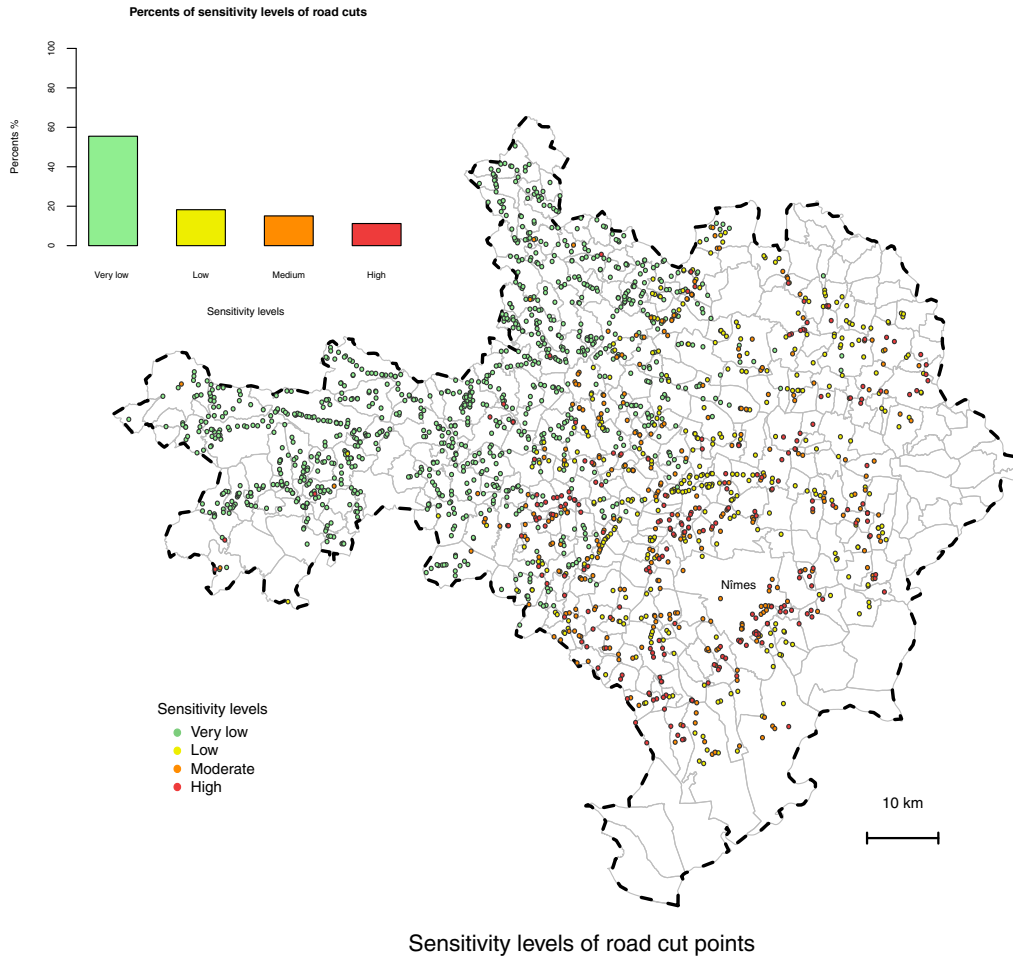 Percents of sensitivity levels of road cuts
100
80
60
40
20
0
Percents %
Very low
Low
Medium
High
Sensitivity levels
Nîmes
Sensitivity levels
Very low
Low
Moderate
High
10 km
Sensitivity levels of road cut points